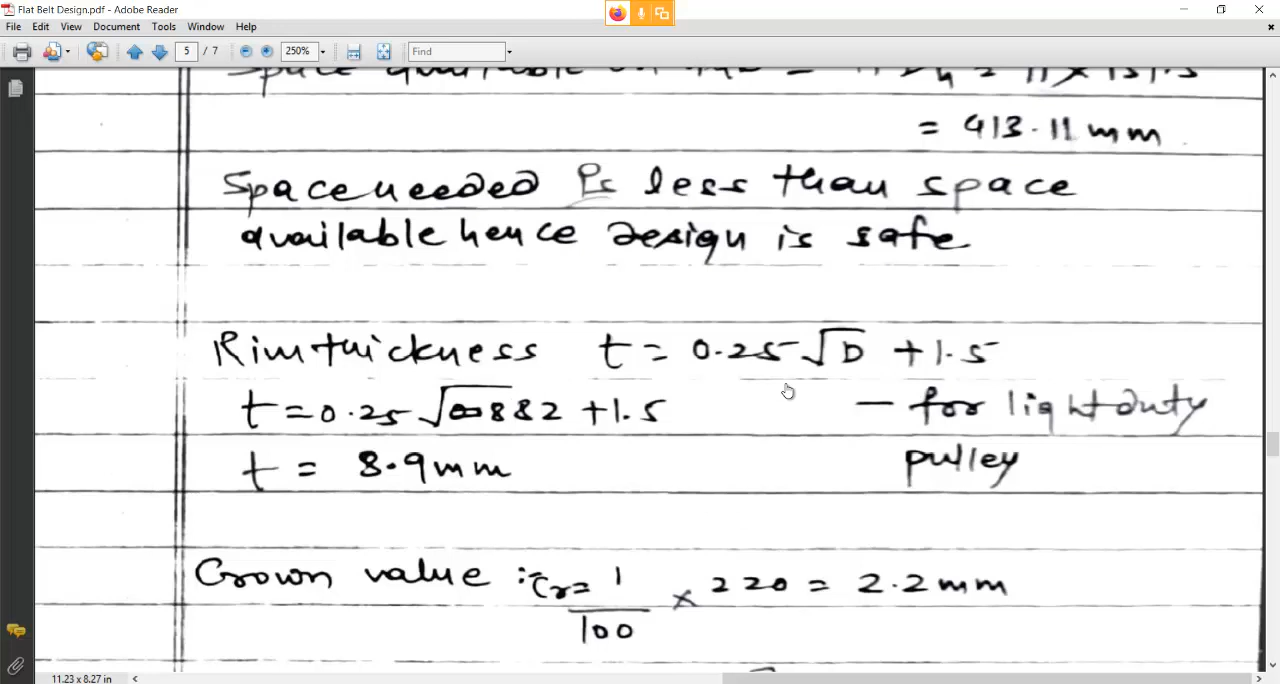 Flat Belt Design.pdf - Adobe Reader
File Edit View Document Tools Window Help
5 / 7 250% Find
= 413.11 mm
Space needed is less than space
available hence Design is safe
Rim thickness t = 0.25 √D + 1.5
t = 0.25 √882 + 1.5 — for light duty
t = 8.9 mm pulley
Crown value :- Cr = 1/100 × 220 = 2.2 mm
11.23 x 8.27 in